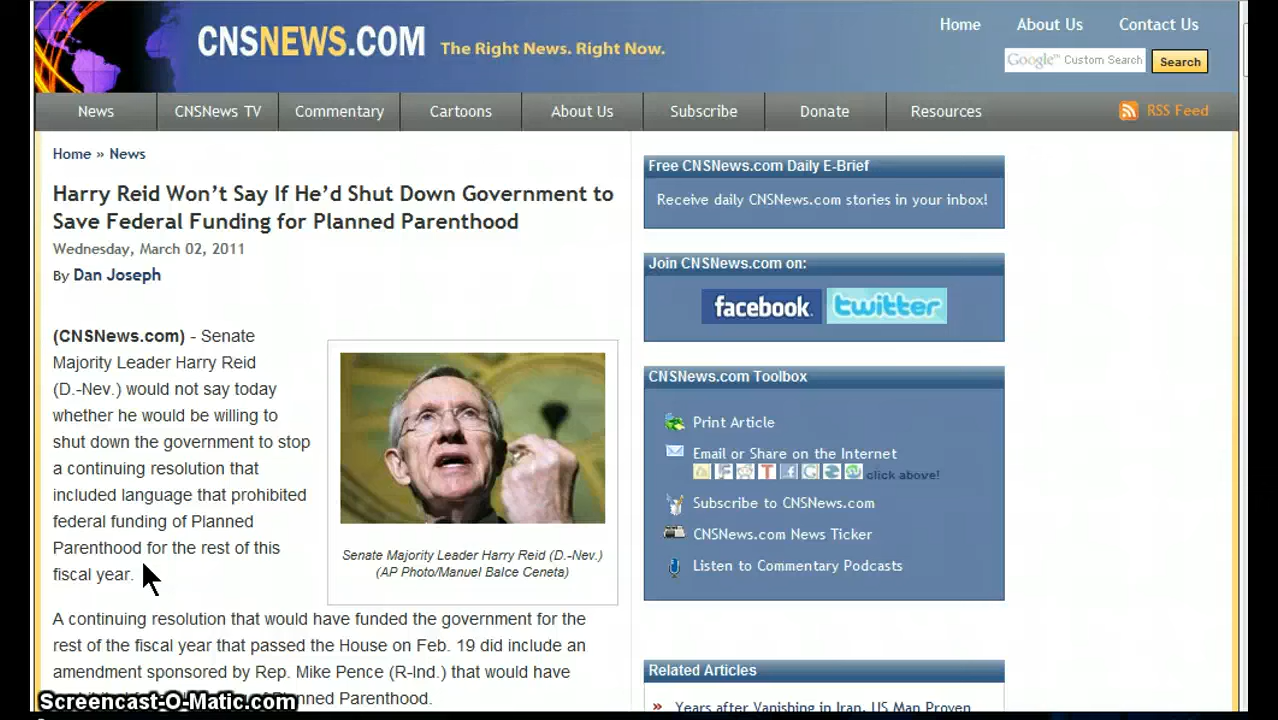 CNSNEWS.COM The Right News. Right Now.
Home About Us Contact Us
Google™ Custom Search Search
News CNSNews TV Commentary Cartoons About Us Subscribe Donate Resources RSS Feed
Home » News
Harry Reid Won’t Say If He’d Shut Down Government to
Save Federal Funding for Planned Parenthood
Wednesday, March 02, 2011
By Dan Joseph
(CNSNews.com) - Senate
Majority Leader Harry Reid
(D.-Nev.) would not say today
whether he would be willing to
shut down the government to stop
a continuing resolution that
included language that prohibited
federal funding of Planned
Parenthood for the rest of this
fiscal year.
Senate Majority Leader Harry Reid (D.-Nev.)
(AP Photo/Manuel Balce Ceneta)
A continuing resolution that would have funded the government for the
rest of the fiscal year that passed the House on Feb. 19 did include an
amendment sponsored by Rep. Mike Pence (R-Ind.) that would have
of Planned Parenthood.
Screencast-O-Matic.com
Free CNSNews.com Daily E-Brief
Receive daily CNSNews.com stories in your inbox!
Join CNSNews.com on:
facebook. twitter
CNSNews.com Toolbox
Print Article
Email or Share on the Internet
click above!
Subscribe to CNSNews.com
CNSNews.com News Ticker
Listen to Commentary Podcasts
Related Articles
» Years after Vanishing in Iran, US Man Proven